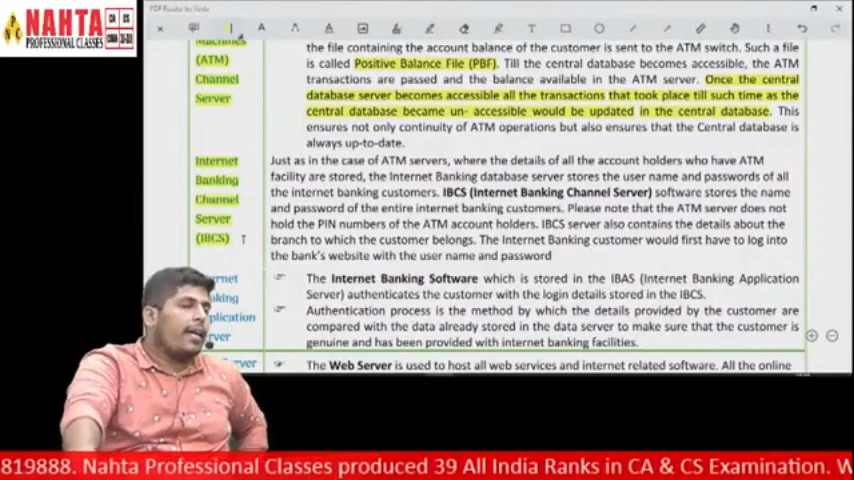 NAHTA
PROFESSIONAL CLASSES
CA CS
PDF Reader by Xodo
Machines
(ATM)
Channel
Server
the file containing the account balance of the customer is sent to the ATM switch. Such a file
is called Positive Balance File (PBF). Till the central database becomes accessible, the ATM
transactions are passed and the balance available in the ATM server. Once the central
database server becomes accessible all the transactions that took place till such time as the
central database became un- accessible would be updated in the central database. This
ensures not only continuity of ATM operations but also ensures that the Central database is
always up-to-date.
Internet
Banking
Channel
Server
(IBCS)
Just as in the case of ATM servers, where the details of all the account holders who have ATM
facility are stored, the Internet Banking database server stores the user name and passwords of all
the internet banking customers. IBCS (Internet Banking Channel Server) software stores the name
and password of the entire internet banking customers. Please note that the ATM server does not
hold the PIN numbers of the ATM account holders. IBCS server also contains the details about the
branch to which the customer belongs. The Internet Banking customer would first have to log into
the bank's website with the user name and password
ernet
king
plication
rver
The Internet Banking Software which is stored in the IBAS (Internet Banking Application
Server) authenticates the customer with the login details stored in the IBCS.
Authentication process is the method by which the details provided by the customer are
compared with the data already stored in the data server to make sure that the customer is
genuine and has been provided with internet banking facilities.
Server
The Web Server is used to host all web services and internet related software. All the online
819888. Nahta Professional Classes produced 39 All India Ranks in CA & CS Examination. W